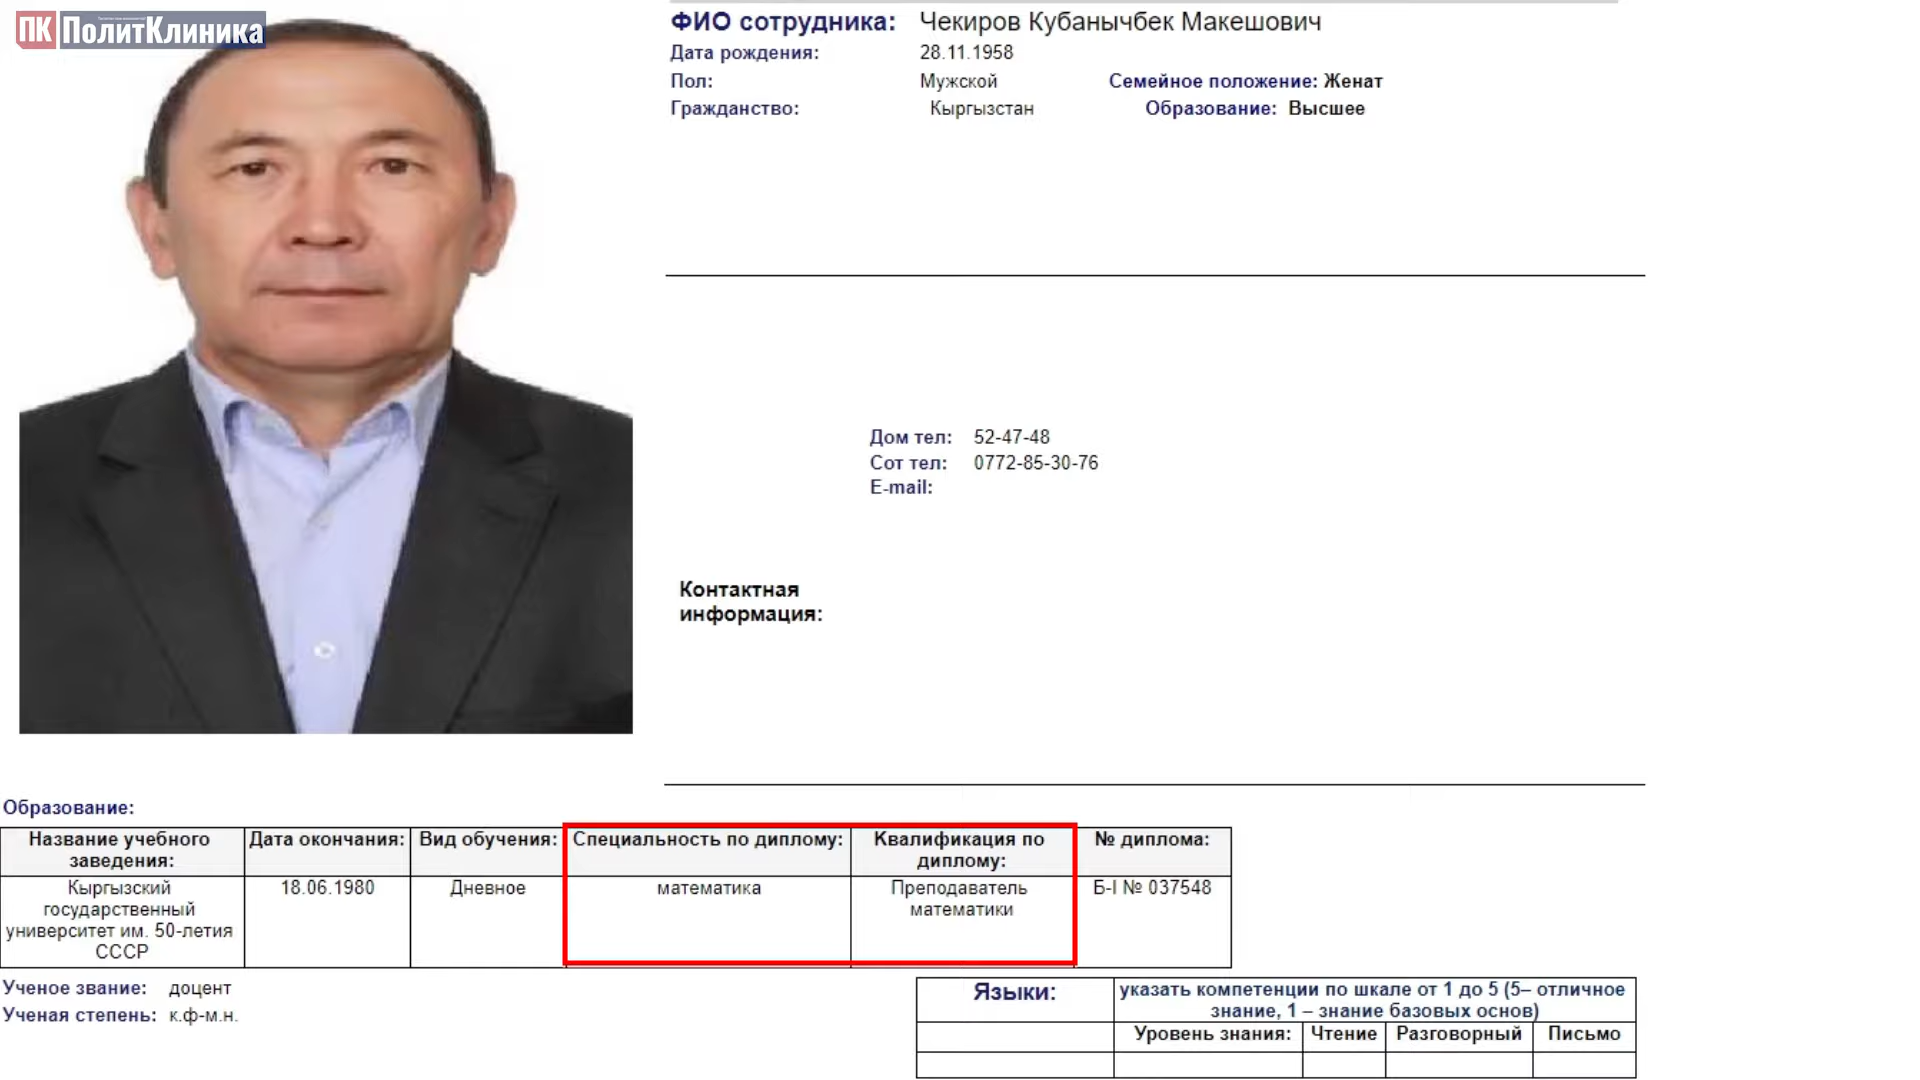 ПК ПолитКлиника
ФИО сотрудника: Чекиров Кубанычбек Макешович
Дата рождения: 28.11.1958
Пол: Мужской Семейное положение: Женат
Гражданство: Кыргызстан Образование: Высшее
Дом тел: 52-47-48
Сот тел: 0772-85-30-76
E-mail:
Контактная
информация:
Образование:
Название учебного
заведения:
Дата окончания:
Вид обучения:
Специальность по диплому:
Квалификация по
диплому:
№ диплома:
Кыргызский
государственный
университет им. 50-летия
СССР
18.06.1980
Дневное
математика
Преподаватель
математики
Б-I № 037548
Ученое звание: доцент
Ученая степень: к.ф-м.н.
Языки:
указать компетенции по шкале от 1 до 5 (5– отличное
знание, 1 – знание базовых основ)
Уровень знания: Чтение Разговорный Письмо